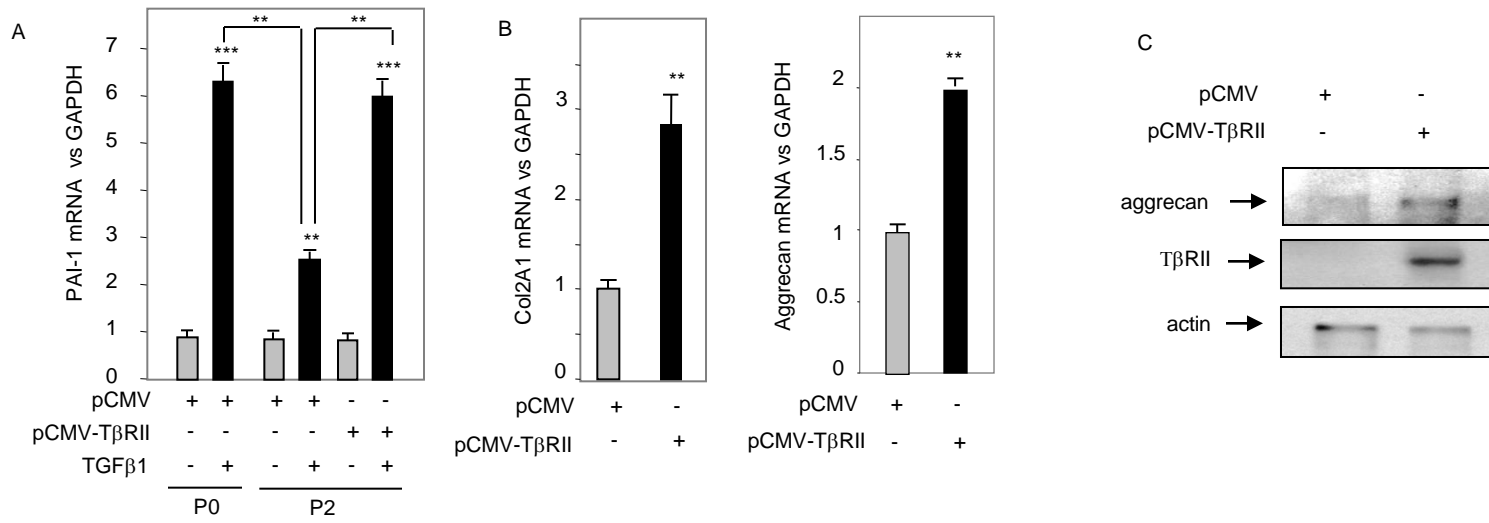 A
PAI-1 mRNA vs GAPDH
7
6
5
4
3
2
1
0
**
**
***
**
***
pCMV + + + + - -
pCMV-TβRII - - - - + +
TGFβ1 - + - + - +
P0 P2
B
Col2A1 mRNA vs GAPDH
3
3
2
1
0
**
pCMV + -
pCMV-TβRII - +
Aggrecan mRNA vs GAPDH
2
1.5
1
0.5
0
**
pCMV + -
pCMV-TβRII - +
C
pCMV + -
pCMV-TβRII - +
aggrecan
TβRII
actin